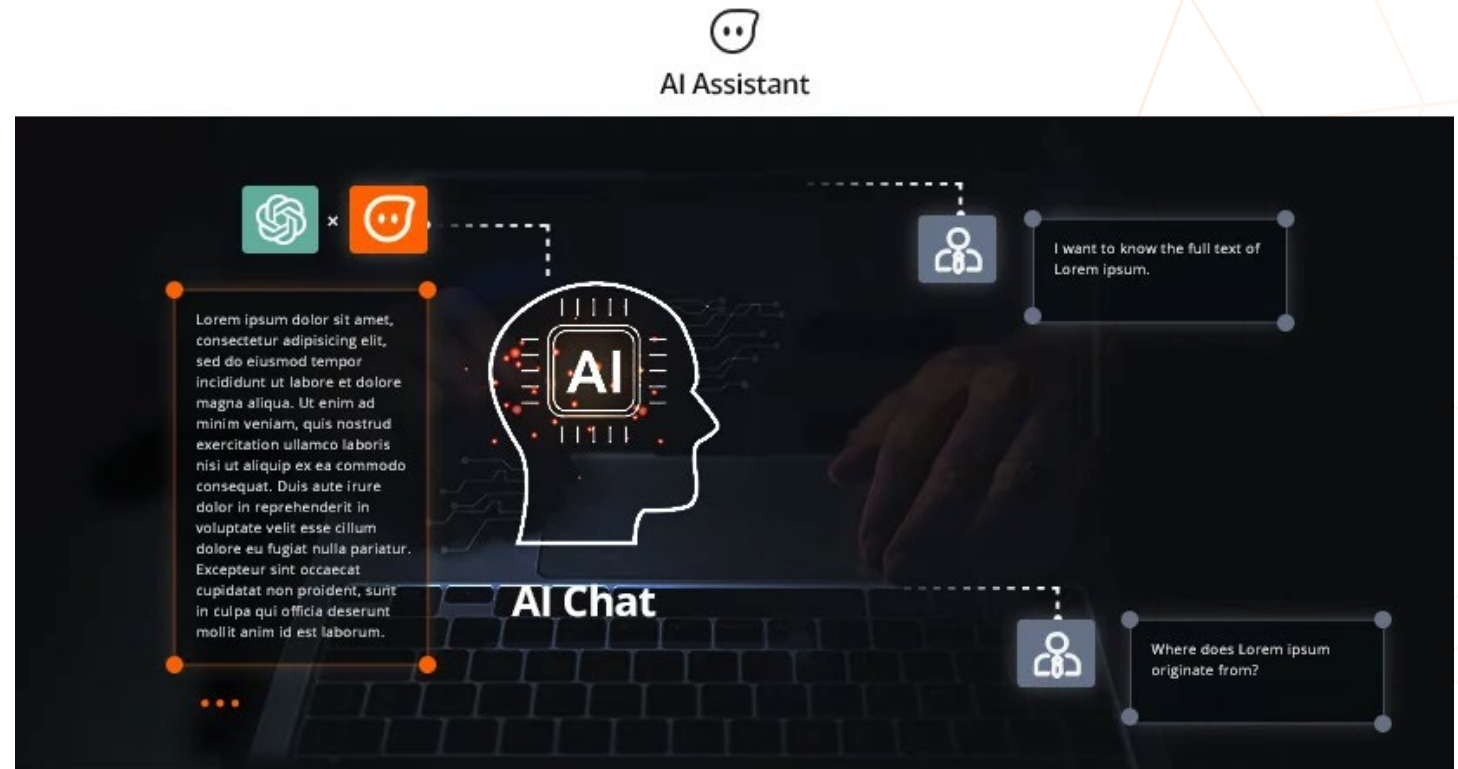 AI Assistant
×
Lorem ipsum dolor sit amet,
consectetur adipisicing elit,
sed do eiusmod tempor
incididunt ut labore et dolore
magna aliqua. Ut enim ad
minim veniam, quis nostrud
exercitation ullamco laboris
nisi ut aliquip ex ea commodo
consequat. Duis aute irure
dolor in reprehenderit in
voluptate velit esse cillum
dolore eu fugiat nulla pariatur.
Excepteur sint occaecat
cupidatat non proident, sunt
in culpa qui officia deserunt
mollit anim id est laborum.
AI
AI Chat
I want to know the full text of
Lorem ipsum.
Where does Lorem ipsum
originate from?